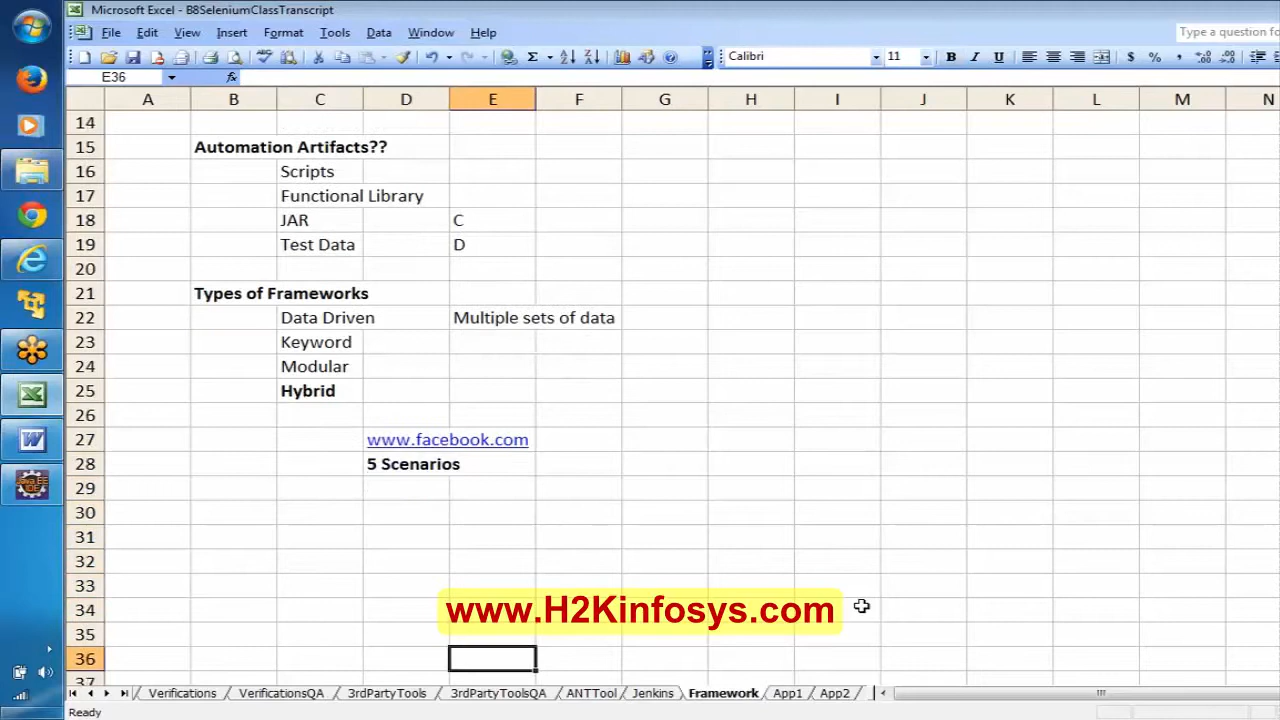 Microsoft Excel - B8SeleniumClassTranscript
File Edit View Insert Format Tools Data Window Help
Type a question fo
Calibri 11 B I U $ % ,
E36 fx
A B C D E F G H I J K L M N
14
15 Automation Artifacts??
16 Scripts
17 Functional Library
18 JAR C
19 Test Data D
20
21 Types of Frameworks
22 Data Driven Multiple sets of data
23 Keyword
24 Modular
25 Hybrid
26
27 www.facebook.com
28 5 Scenarios
29
30
31
32
33
34 www.H2Kinfosys.com
35
36
37
Verifications VerificationsQA 3rdPartyTools 3rdPartyToolsQA ANTTool Jenkins Framework App1 App2
Ready